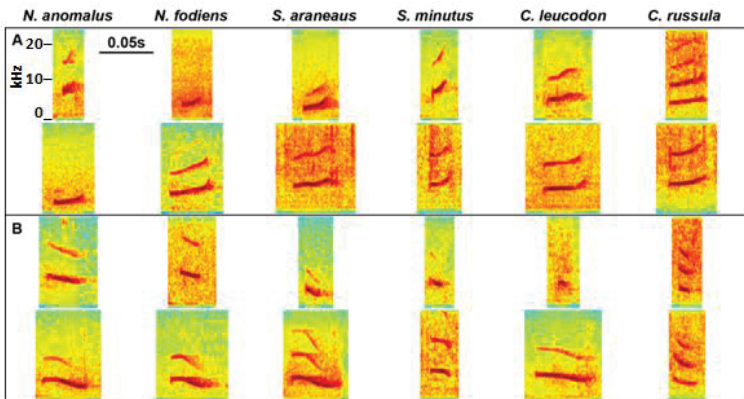 N. anomalus N. fodiens S. araneaus S. minutus C. leucodon C. russula
A
20
0.05s
10
kHz
0
B